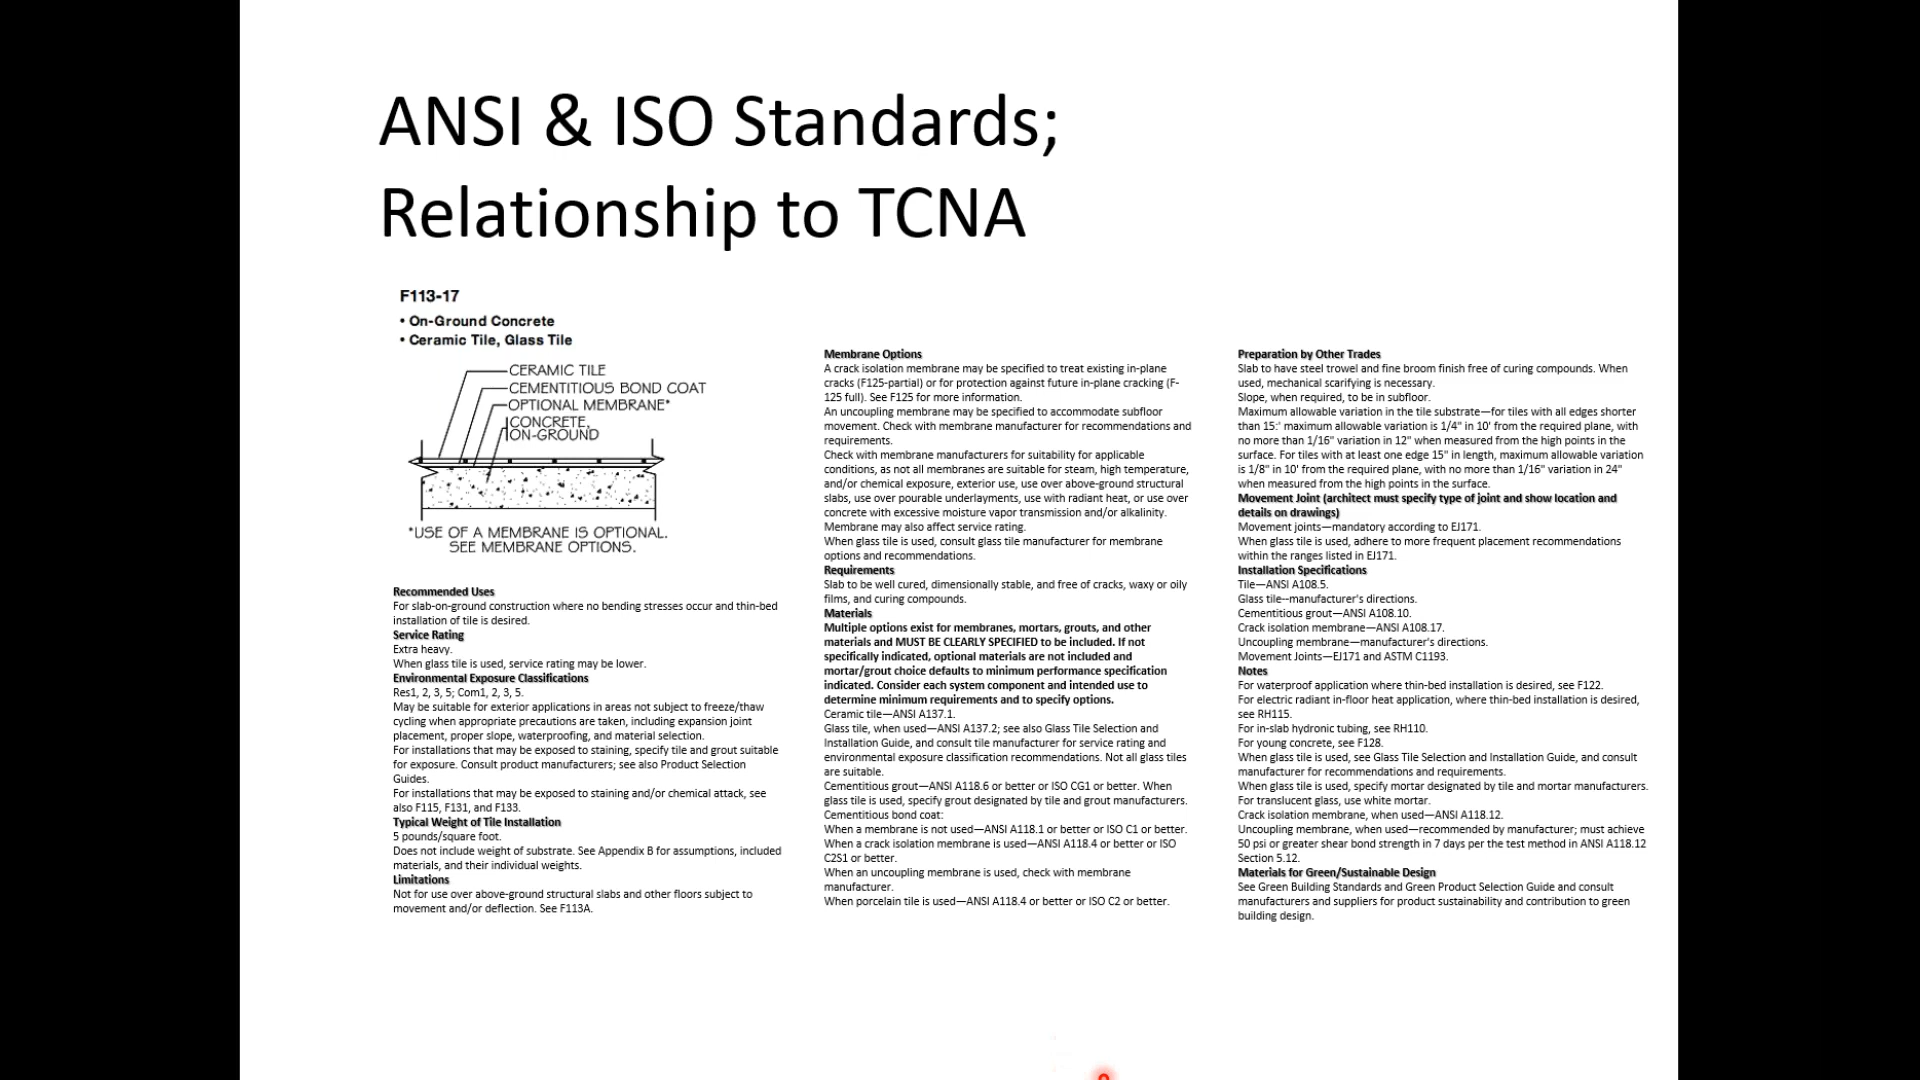 ANSI & ISO Standards;
Relationship to TCNA
F113-17
• On-Ground Concrete
• Ceramic Tile, Glass Tile
CERAMIC TILE
CEMENTITIOUS BOND COAT
OPTIONAL MEMBRANE*
CONCRETE,
ON-GROUND
*USE OF A MEMBRANE IS OPTIONAL.
SEE MEMBRANE OPTIONS.
Recommended Uses
For slab-on-ground construction where no bending stresses occur and thin-bed
installation of tile is desired.
Service Rating
Extra heavy.
When glass tile is used, service rating may be lower.
Environmental Exposure Classifications
Res1, 2, 3, 5; Com1, 2, 3, 5.
May be suitable for exterior applications in areas not subject to freeze/thaw
cycling when appropriate precautions are taken, including expansion joint
placement, proper slope, waterproofing, and material selection.
For installations that may be exposed to staining, specify tile and grout suitable
for exposure. Consult product manufacturers; see also Product Selection
Guides.
For installations that may be exposed to staining and/or chemical attack, see
also F115, F131, and F133.
Typical Weight of Tile Installation
5 pounds/square foot.
Does not include weight of substrate. See Appendix B for assumptions, included
materials, and their individual weights.
Limitations
Not for use over above-ground structural slabs and other floors subject to
movement and/or deflection. See F113A.
Membrane Options
A crack isolation membrane may be specified to treat existing in-plane
cracks (F125-partial) or for protection against future in-plane cracking (F-
125 full). See F125 for more information.
An uncoupling membrane may be specified to accommodate subfloor
movement. Check with membrane manufacturer for recommendations and
requirements.
Check with membrane manufacturers for suitability for applicable
conditions, as not all membranes are suitable for steam, high temperature,
and/or chemical exposure, exterior use, use over above-ground structural
slabs, use over pourable underlayments, use with radiant heat, or use over
concrete with excessive moisture vapor transmission and/or alkalinity.
Membrane may also affect service rating.
When glass tile is used, consult glass tile manufacturer for membrane
options and recommendations.
Requirements
Slab to be well cured, dimensionally stable, and free of cracks, waxy or oily
films, and curing compounds.
Materials
Multiple options exist for membranes, mortars, grouts, and other
materials and MUST BE CLEARLY SPECIFIED to be included. If not
specifically indicated, optional materials are not included and
mortar/grout choice defaults to minimum performance specification
indicated. Consider each system component and intended use to
determine minimum requirements and to specify options.
Ceramic tile—ANSI A137.1.
Glass tile, when used—ANSI A137.2; see also Glass Tile Selection and
Installation Guide, and consult tile manufacturer for service rating and
environmental exposure classification recommendations. Not all glass tiles
are suitable.
Cementitious grout—ANSI A118.6 or better or ISO CG1 or better. When
glass tile is used, specify grout designated by tile and grout manufacturers.
Cementitious bond coat:
When a membrane is not used—ANSI A118.1 or better or ISO C1 or better.
When a crack isolation membrane is used—ANSI A118.4 or better or ISO
C2S1 or better.
When an uncoupling membrane is used, check with membrane
manufacturer.
When porcelain tile is used—ANSI A118.4 or better or ISO C2 or better.
Preparation by Other Trades
Slab to have steel trowel and fine broom finish free of curing compounds. When
used, mechanical scarifying is necessary.
Slope, when required, to be in subfloor.
Maximum allowable variation in the tile substrate—for tiles with all edges shorter
than 15:' maximum allowable variation is 1/4" in 10' from the required plane, with
no more than 1/16" variation in 12" when measured from the high points in the
surface. For tiles with at least one edge 15" in length, maximum allowable variation
is 1/8" in 10' from the required plane, with no more than 1/16" variation in 24"
when measured from the high points in the surface.
Movement Joint (architect must specify type of joint and show location and
details on drawings)
Movement joints—mandatory according to EJ171.
When glass tile is used, adhere to more frequent placement recommendations
within the ranges listed in EJ171.
Installation Specifications
Tile—ANSI A108.5.
Glass tile--manufacturer's directions.
Cementitious grout—ANSI A108.10.
Crack isolation membrane—ANSI A108.17.
Uncoupling membrane—manufacturer's directions.
Movement Joints—EJ171 and ASTM C1193.
Notes
For waterproof application where thin-bed installation is desired, see F122.
For electric radiant in-floor heat application, where thin-bed installation is desired,
see RH115.
For in-slab hydronic tubing, see RH110.
For young concrete, see F128.
When glass tile is used, see Glass Tile Selection and Installation Guide, and consult
manufacturer for recommendations and requirements.
When glass tile is used, specify mortar designated by tile and mortar manufacturers.
For translucent glass, use white mortar.
Crack isolation membrane, when used—ANSI A118.12.
Uncoupling membrane, when used—recommended by manufacturer; must achieve
50 psi or greater shear bond strength in 7 days per the test method in ANSI A118.12
Section 5.12.
Materials for Green/Sustainable Design
See Green Building Standards and Green Product Selection Guide and consult
manufacturers and suppliers for product sustainability and contribution to green
building design.